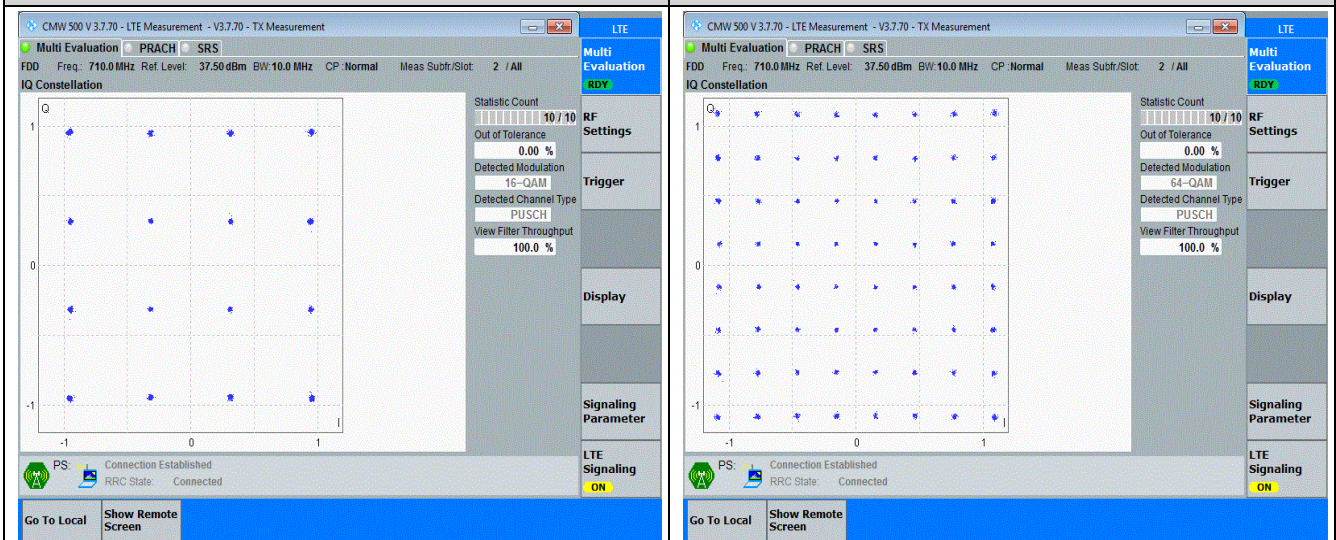 CMW 500 V 3.7.70 - LTE Measurement - V3.7.70 - TX Measurement
LTE
Multi Evaluation PRACH SRS
Multi Evaluation
RDY
FDD Freq.: 710.0 MHz Ref. Level: 37.50 dBm BW: 10.0 MHz CP : Normal Meas Subfr./Slot: 2 / All
IQ Constellation
Q
1
0
-1
-1 0 1
I
Statistic Count
10 / 10
Out of Tolerance
0.00 %
Detected Modulation
16-QAM
Detected Channel Type
PUSCH
View Filter Throughput
100.0 %
RF
Settings
Trigger
Display
Signaling
Parameter
LTE
Signaling
ON
PS: Connection Established
RRC State: Connected
Go To Local
Show Remote
Screen
CMW 500 V 3.7.70 - LTE Measurement - V3.7.70 - TX Measurement
LTE
Multi Evaluation PRACH SRS
Multi
Evaluation
RDY
FDD Freq.: 710.0 MHz Ref. Level: 37.50 dBm BW: 10.0 MHz CP : Normal Meas Subfr./Slot: 2 / All
IQ Constellation
Q
1
0
-1
-1 0 1
I
Statistic Count
10 / 10
Out of Tolerance
0.00 %
Detected Modulation
64-QAM
Detected Channel Type
PUSCH
View Filter Throughput
100.0 %
RF
Settings
Trigger
Display
Signaling
Parameter
LTE
Signaling
ON
PS: Connection Established
RRC State: Connected
Go To Local
Show Remote
Screen